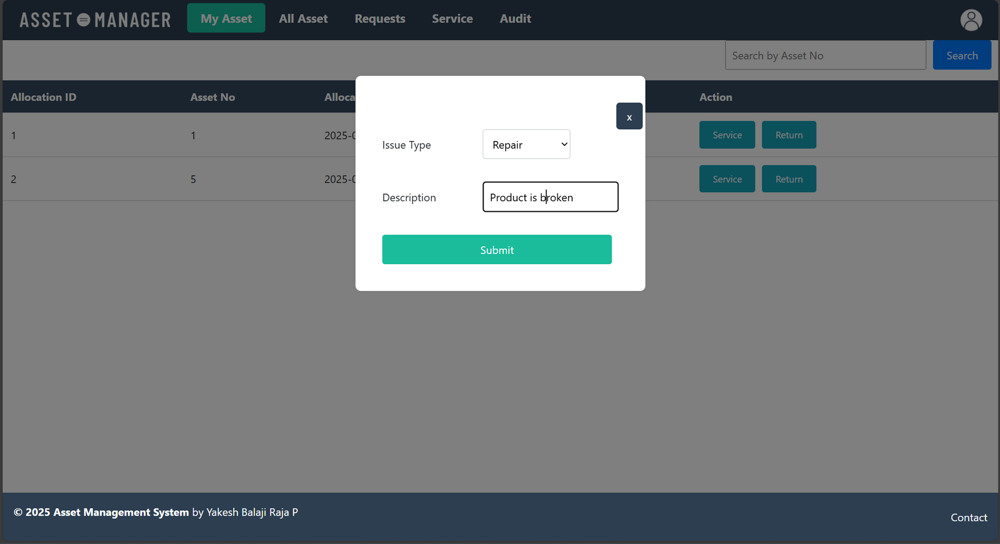 ASSET MANAGER My Asset All Asset Requests Service Audit
Search by Asset No Search
Allocation ID Asset No Alloca Action
x
1 1 2025-0 Service Return
Issue Type Repair
2 5 2025-0 Service Return
Description Product is broken
Submit
© 2025 Asset Management System by Yakesh Balaji Raja P
Contact